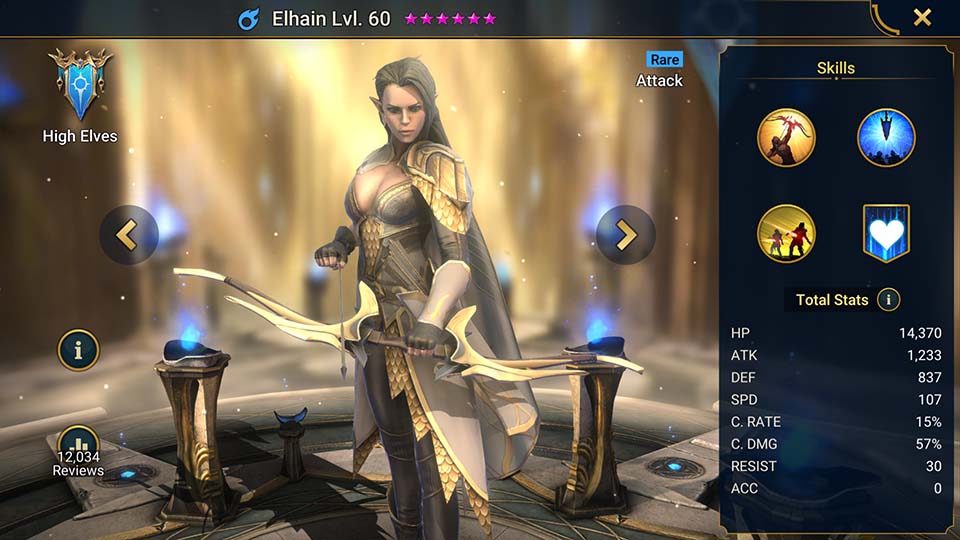 Elhain Lvl. 60
High Elves
Rare
Attack
12,034
Reviews
Skills
Total Stats i
HP 14,370
ATK 1,233
DEF 837
SPD 107
C. RATE 15%
C. DMG 57%
RESIST 30
ACC 0